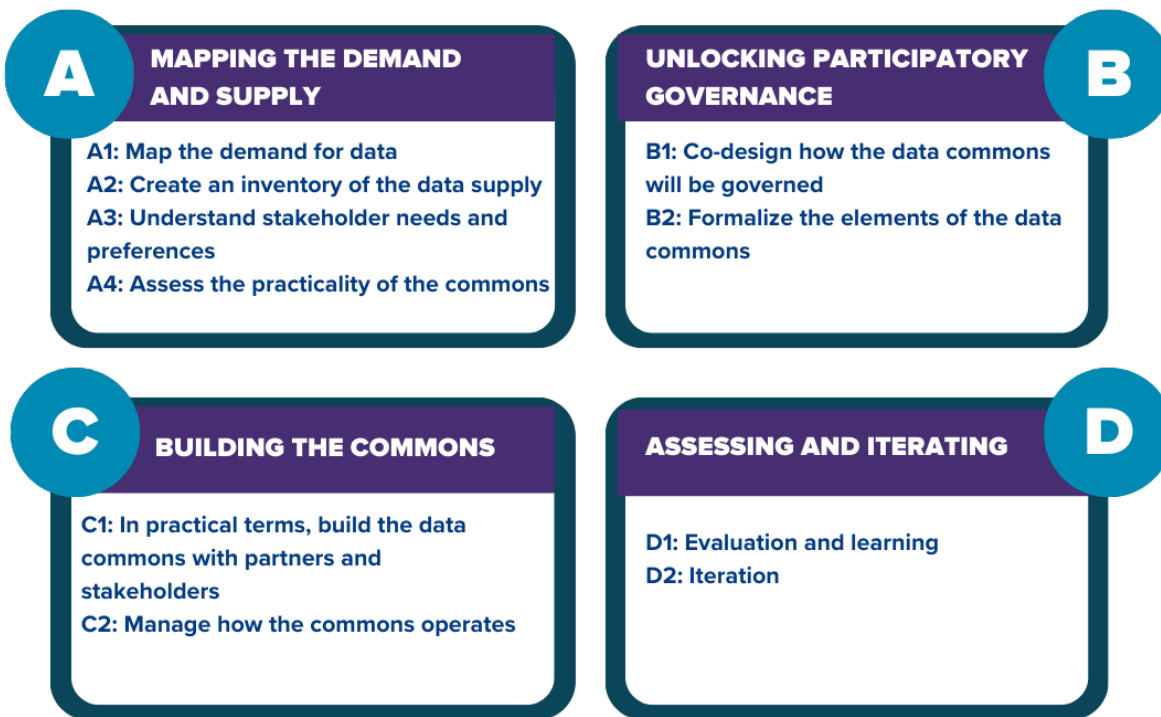 A
MAPPING THE DEMAND
AND SUPPLY
A1: Map the demand for data
A2: Create an inventory of the data supply
A3: Understand stakeholder needs and
preferences
A4: Assess the practicality of the commons
B
UNLOCKING PARTICIPATORY
GOVERNANCE
B1: Co-design how the data commons
will be governed
B2: Formalize the elements of the data
commons
C
BUILDING THE COMMONS
C1: In practical terms, build the data
commons with partners and
stakeholders
C2: Manage how the commons operates
D
ASSESSING AND ITERATING
D1: Evaluation and learning
D2: Iteration